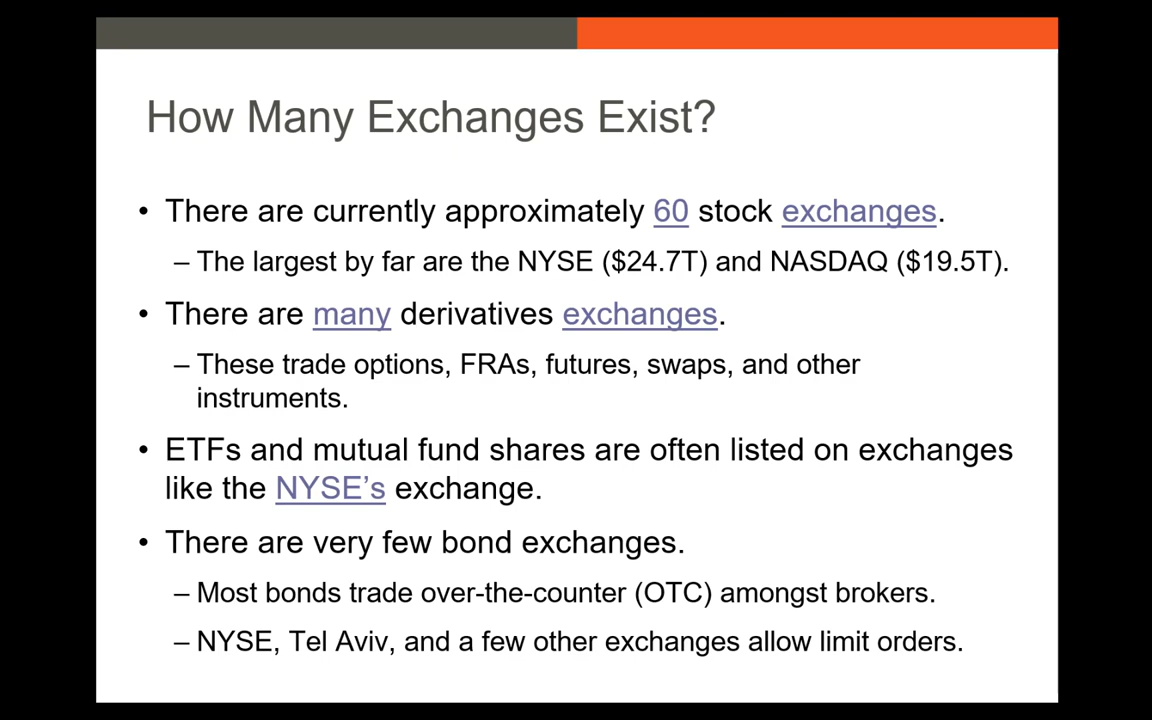 How Many Exchanges Exist?
• There are currently approximately 60 stock exchanges.
– The largest by far are the NYSE ($24.7T) and NASDAQ ($19.5T).
• There are many derivatives exchanges.
– These trade options, FRAs, futures, swaps, and other
instruments.
• ETFs and mutual fund shares are often listed on exchanges
like the NYSE’s exchange.
• There are very few bond exchanges.
– Most bonds trade over-the-counter (OTC) amongst brokers.
– NYSE, Tel Aviv, and a few other exchanges allow limit orders.